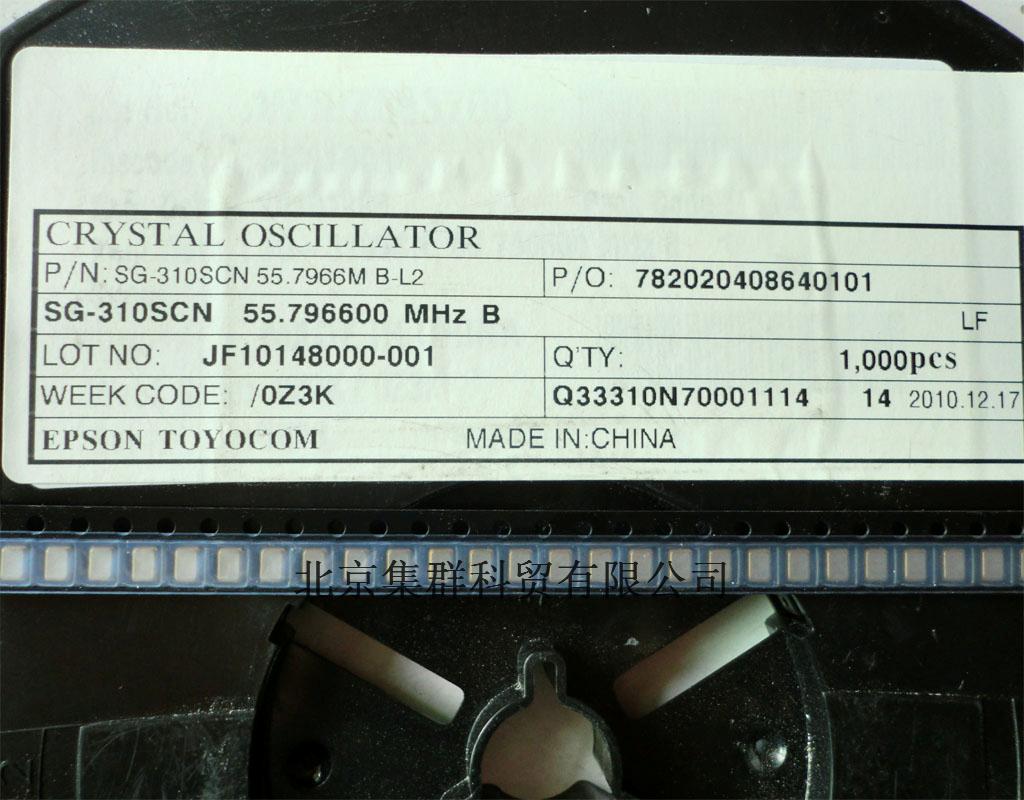 CRYSTAL OSCILLATOR
P/N: SG-310SCN 55.7966M B-L2 P/O: 782020408640101
SG-310SCN 55.796600 MHz B LF
LOT NO: JF10148000-001 Q'TY: 1,000pcs
WEEK CODE: /0Z3K Q33310N70001114 14 2010.12.17
EPSON TOYOCOM MADE IN:CHINA
北京集群科贸有限公司